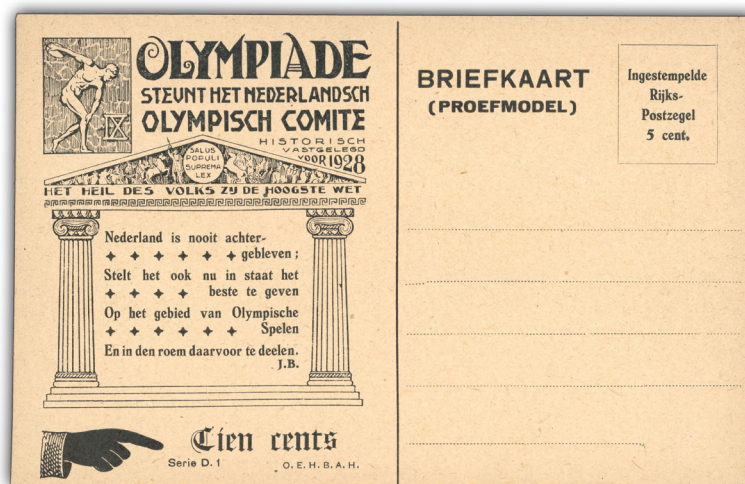 OLYMPIADE
STEUNT HET NEDERLANDSCH
OLYMPISCH COMITE
IX
HISTORISCH
VASTGELEGD
VOOR 1928
SALUS
POPULI
SUPREMA
LEX
HET HEIL DES VOLKS ZIJ DE HOOGSTE WET
Nederland is nooit achter-
gebleven;
Stelt het ook nu in staat het
beste te geven
Op het gebied van Olympische
Spelen
En in den roem daarvoor te deelen.
J.B.
Tien cents
Serie D. 1
O. E. H. B. A. H.
BRIEFKAART
(PROEFMODEL)
Ingestempelde
Rijks-
Postzegel
5 cent.